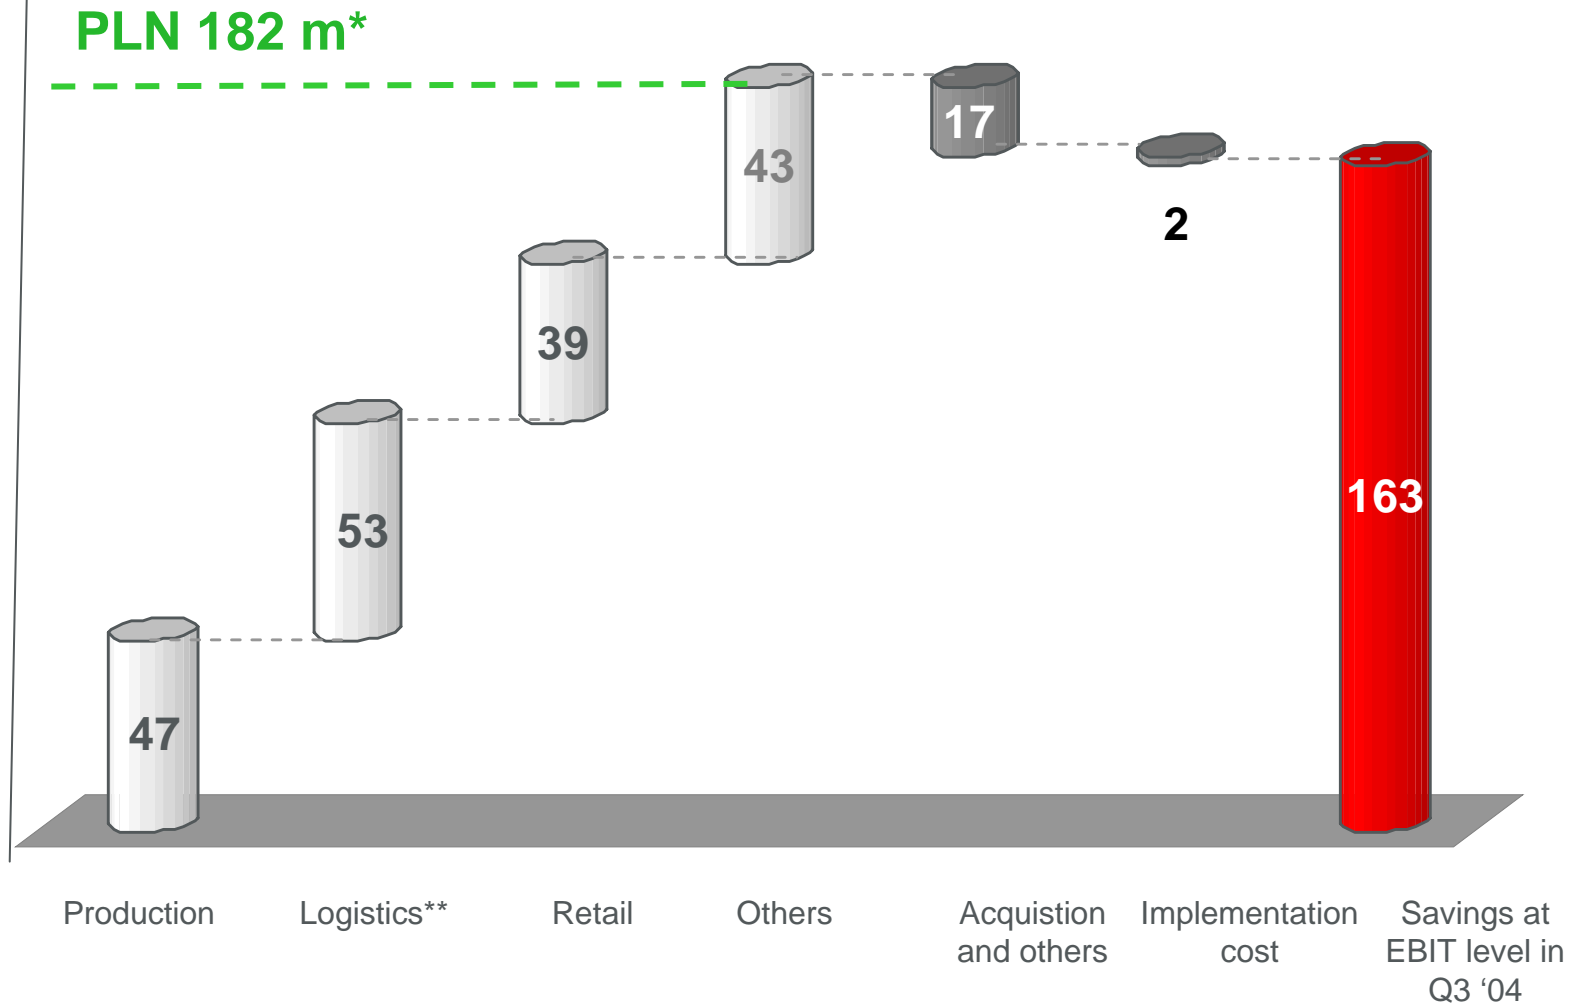 PLN 182 m*
17
43
2
39
163
53
47
Production
Logistics**
Retail
Others
Acquistion
and others
Implementation
cost
Savings at
EBIT level in
Q3 ‘04